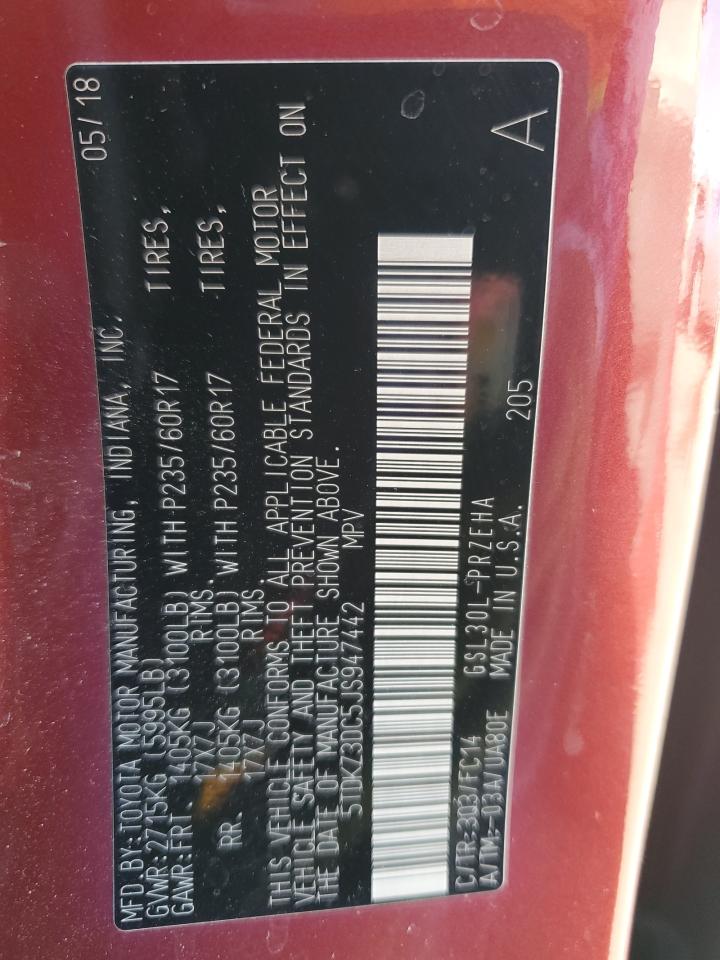 MFD.BY:TOYOTA MOTOR MANUFACTURING, INDIANA, INC. 05/18
GVWR:2715KG (5995LB)
GAWR:FRT. 1405KG (3100LB) WITH P235/60R17 TIRES,
17X7J RIMS.
RR. 1405KG (3100LB) WITH P235/60R17 TIRES,
17X7J RIMS.
THIS VEHICLE CONFORMS TO ALL APPLICABLE FEDERAL MOTOR
VEHICLE SAFETY AND THEFT PREVENTION STANDARDS IN EFFECT ON
THE DATE OF MANUFACTURE SHOWN ABOVE.
5TDKZ3DC5JS947442 MPV
C/TR:3Q3/FC14 GSL30L-PRZEHA
A/TM:-03A/UA80E MADE IN U.S.A. 205
A